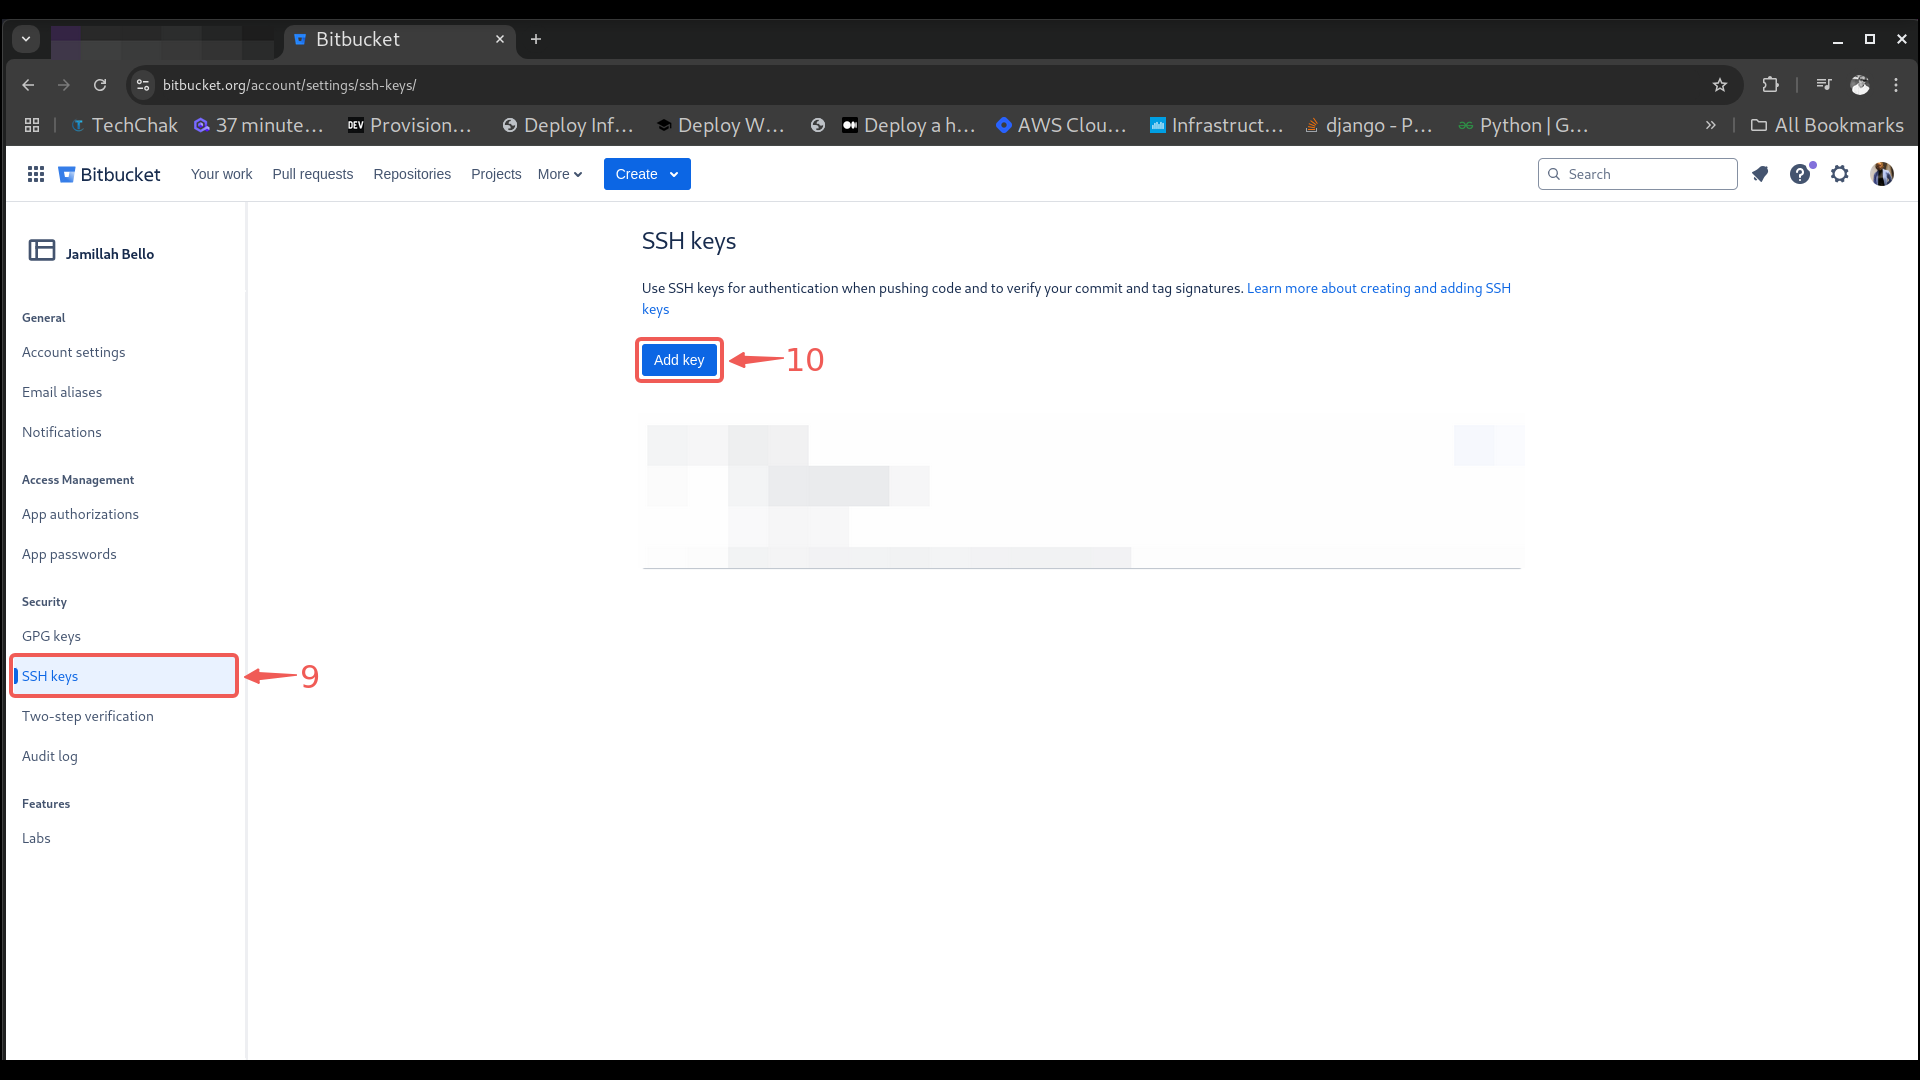 Bitbucket
bitbucket.org/account/settings/ssh-keys/
TechChak
37 minute...
DEV Provision...
Deploy Inf...
Deploy W...
Deploy a h...
AWS Clou...
Infrastruct...
django - P...
Python | G...
»
All Bookmarks
Bitbucket
Your work
Pull requests
Repositories
Projects
More
Create
Search
Jamillah Bello
General
Account settings
Email aliases
Notifications
Access Management
App authorizations
App passwords
Security
GPG keys
SSH keys
9
Two-step verification
Audit log
Features
Labs
SSH keys
Use SSH keys for authentication when pushing code and to verify your commit and tag signatures. Learn more about creating and adding SSH
keys
Add key
10